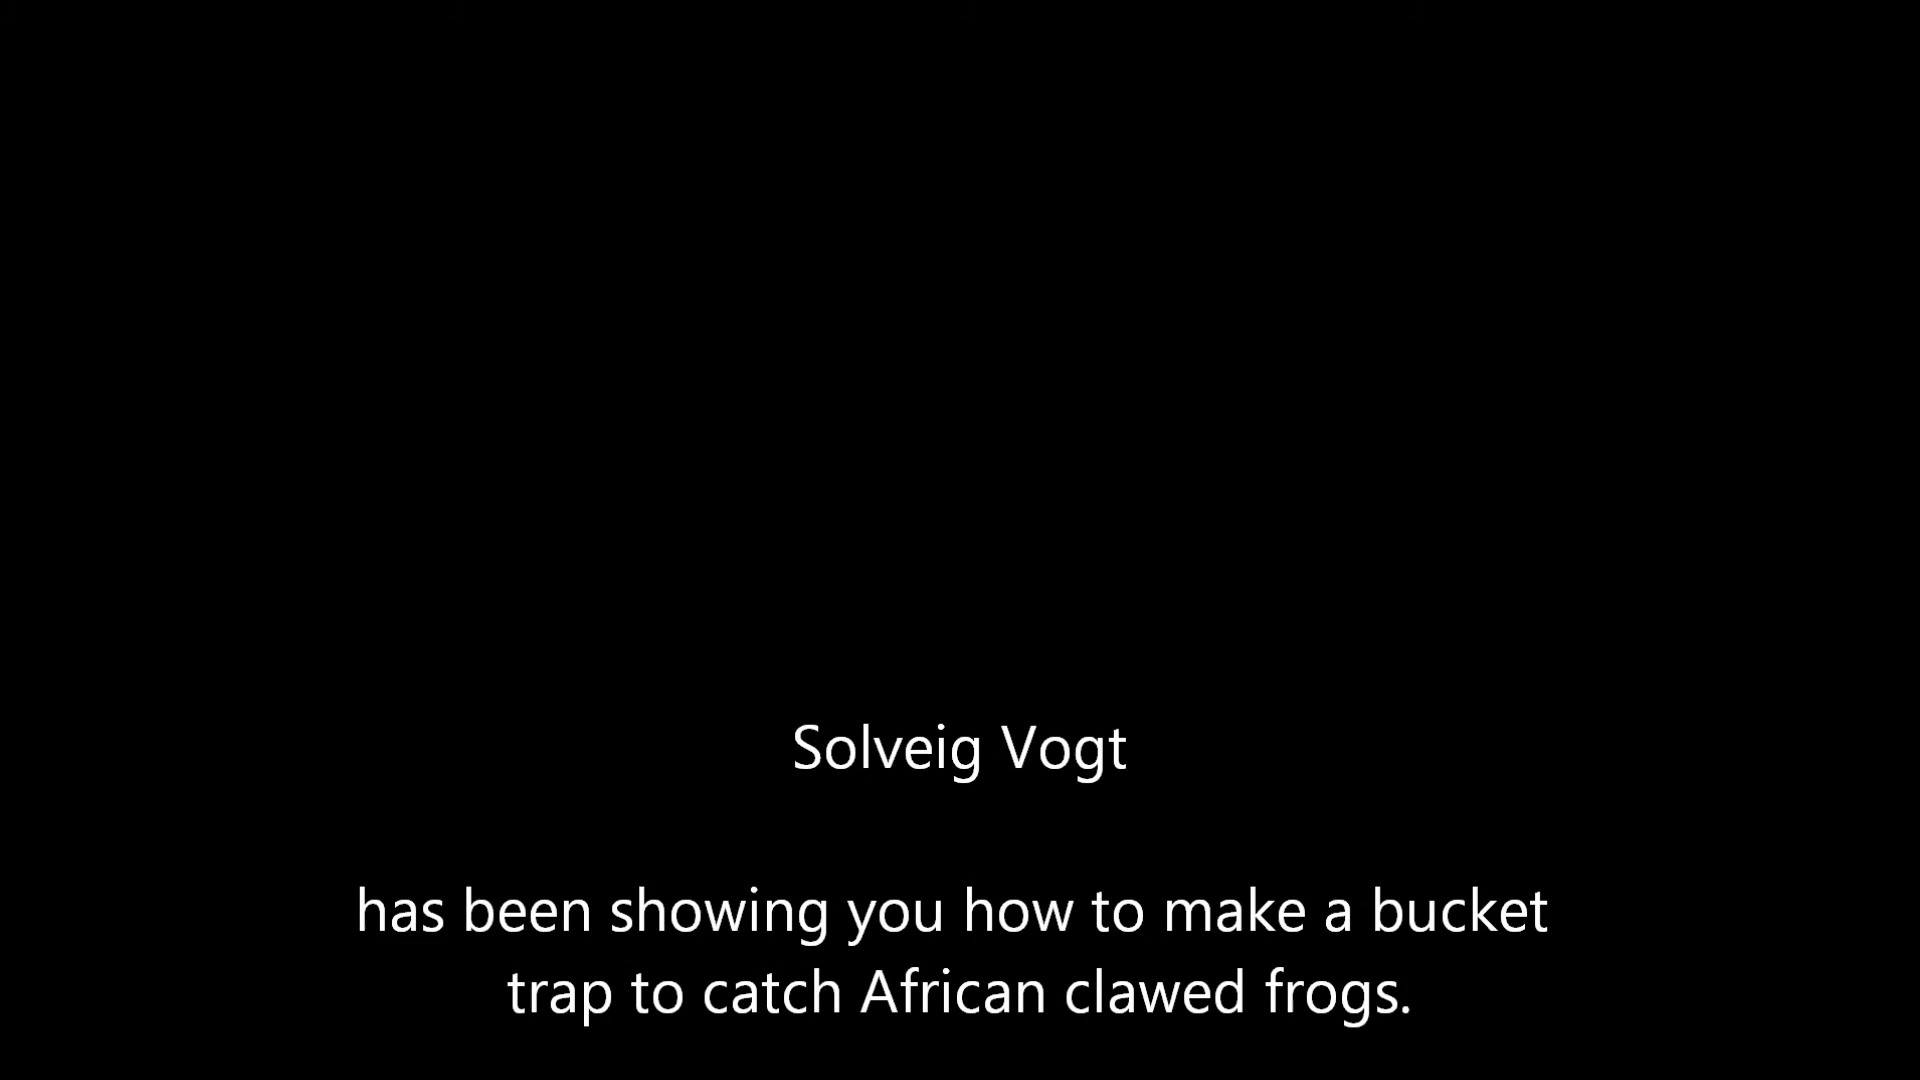 Solveig Vogt
has been showing you how to make a bucket
trap to catch African clawed frogs.